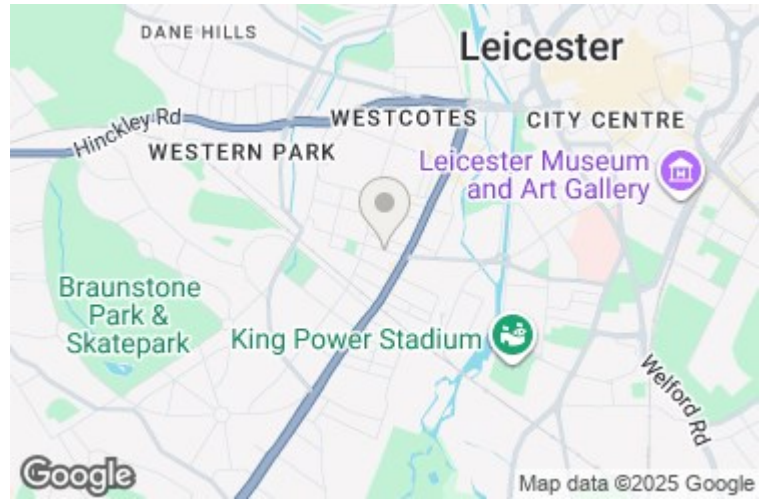 DANE HILLS
Leicester
Hinckley Rd
WESTCOTES
CITY CENTRE
WESTERN PARK
Leicester Museum
and Art Gallery
Braunstone
Park &
Skatepark
King Power Stadium
Welford Rd
Google
Map data ©2025 Google